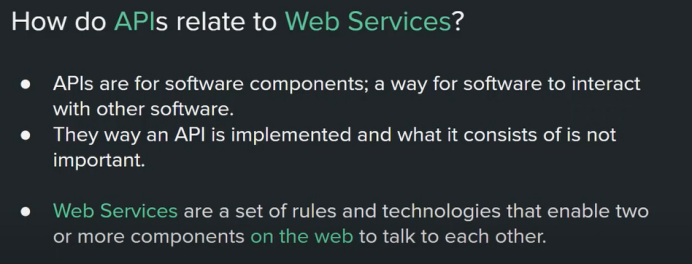 How do APIs relate to Web Services?
● APIs are for software components; a way for software to interact
with other software.
● They way an API is implemented and what it consists of is not
important.
● Web Services are a set of rules and technologies that enable two
or more components on the web to talk to each other.